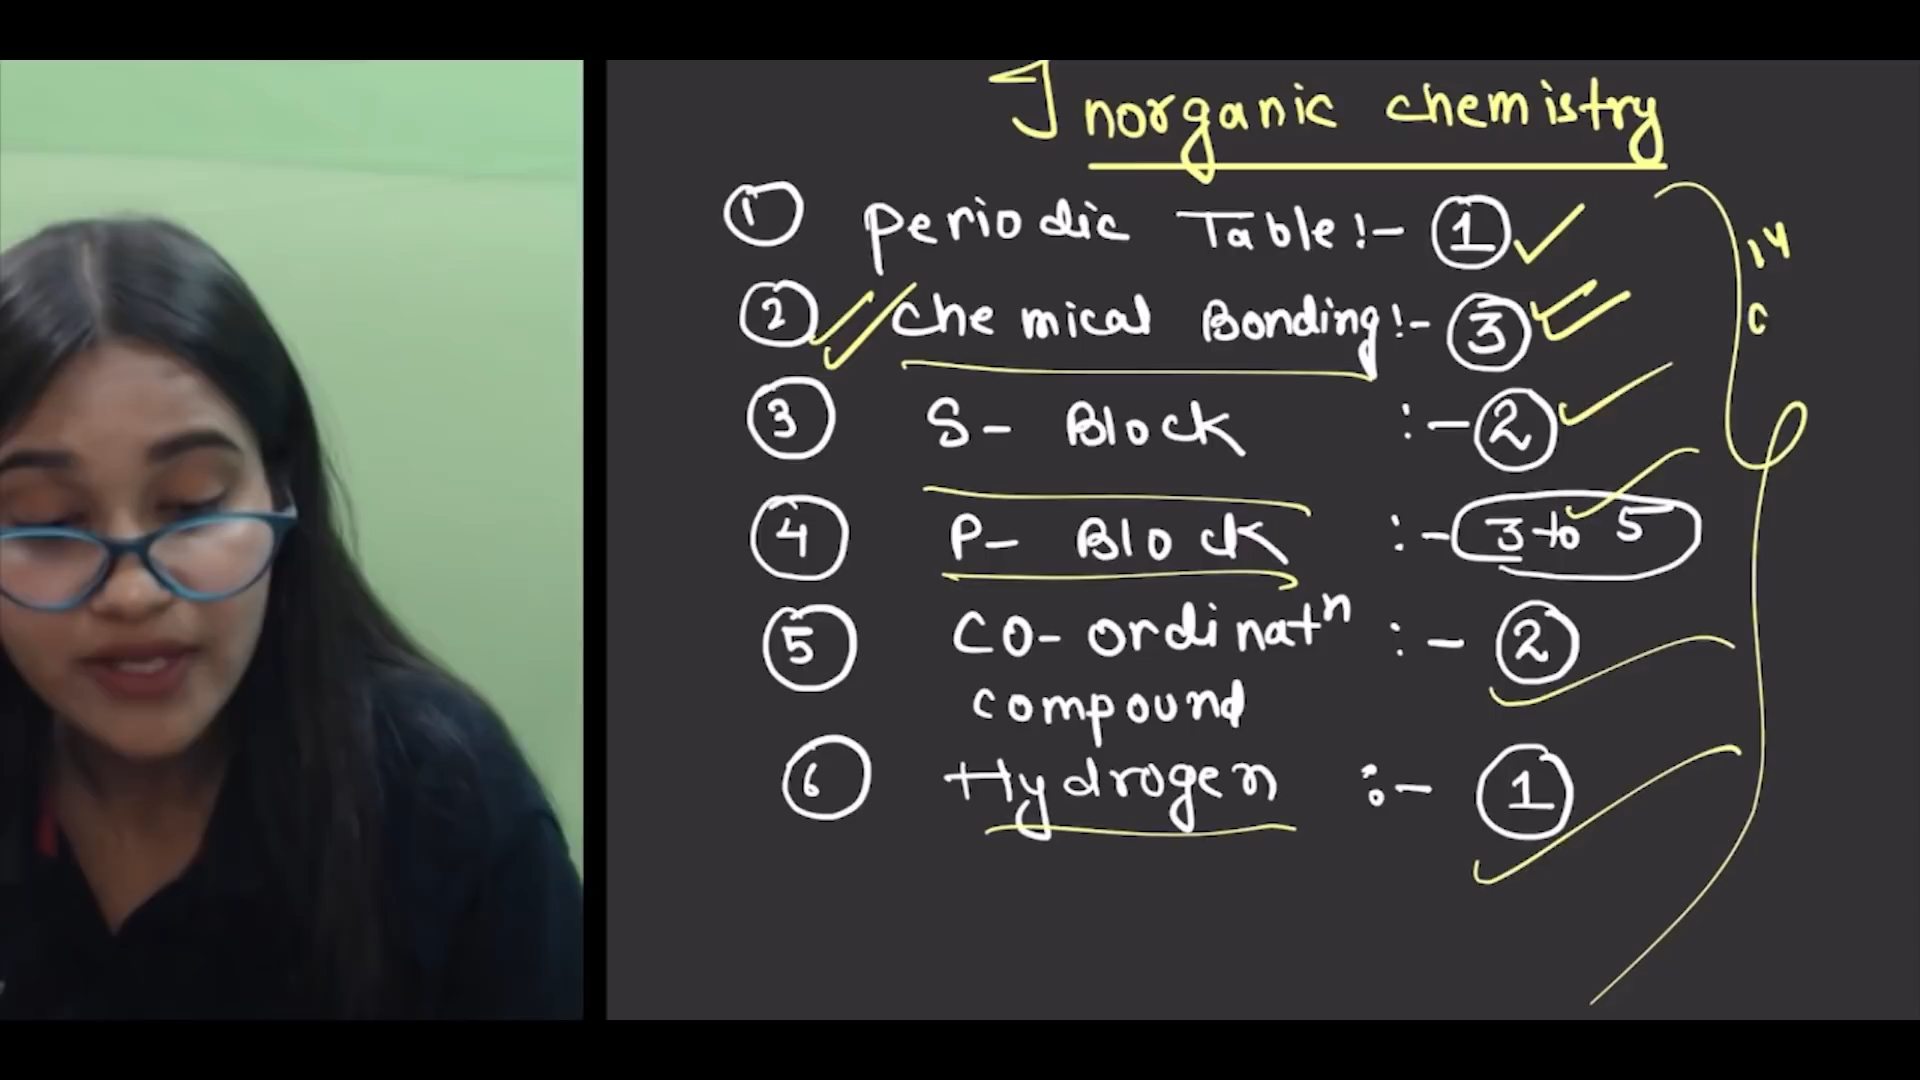 Inorganic chemistry
1 Periodic Table :- 1
2 Chemical Bonding :- 3
3 S- Block :- 2
4 P- Block :- 3 to 5
5 CO-ordinatn :- 2
compound
6 Hydrogen :- 1
14